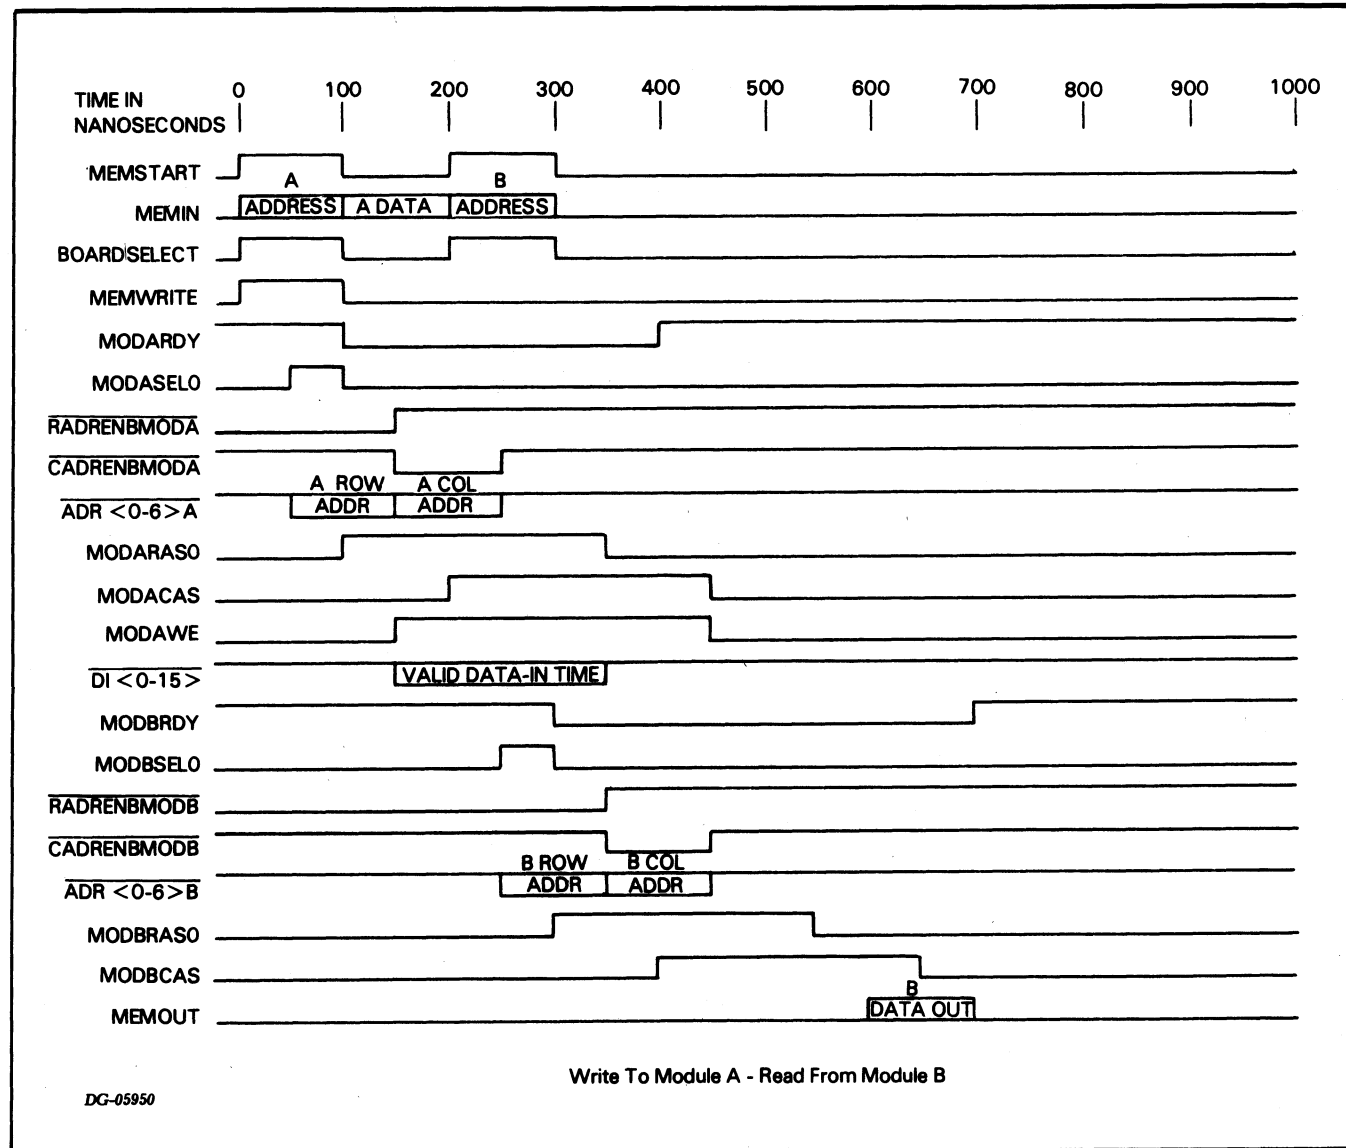 0 100 200 300 400 500 600 700 800 900 1000
TIME IN
NANOSECONDS
MEMSTART
A B
MEMIN ADDRESS A DATA ADDRESS
BOARDSELECT
MEMWRITE
MODARDY
MODASEL0
RADRENBMODA
CADRENBMODA
A ROW A COL
ADR <0-6>A ADDR ADDR
MODARAS0
MODACAS
MODAWE
DI <0-15> VALID DATA-IN TIME
MODBRDY
MODBSEL0
RADRENBMODB
CADRENBMODB
B ROW B COL
ADR <0-6>B ADDR ADDR
MODBRAS0
MODBCAS
B
MEMOUT DATA OUT
Write To Module A - Read From Module B
DG-05950